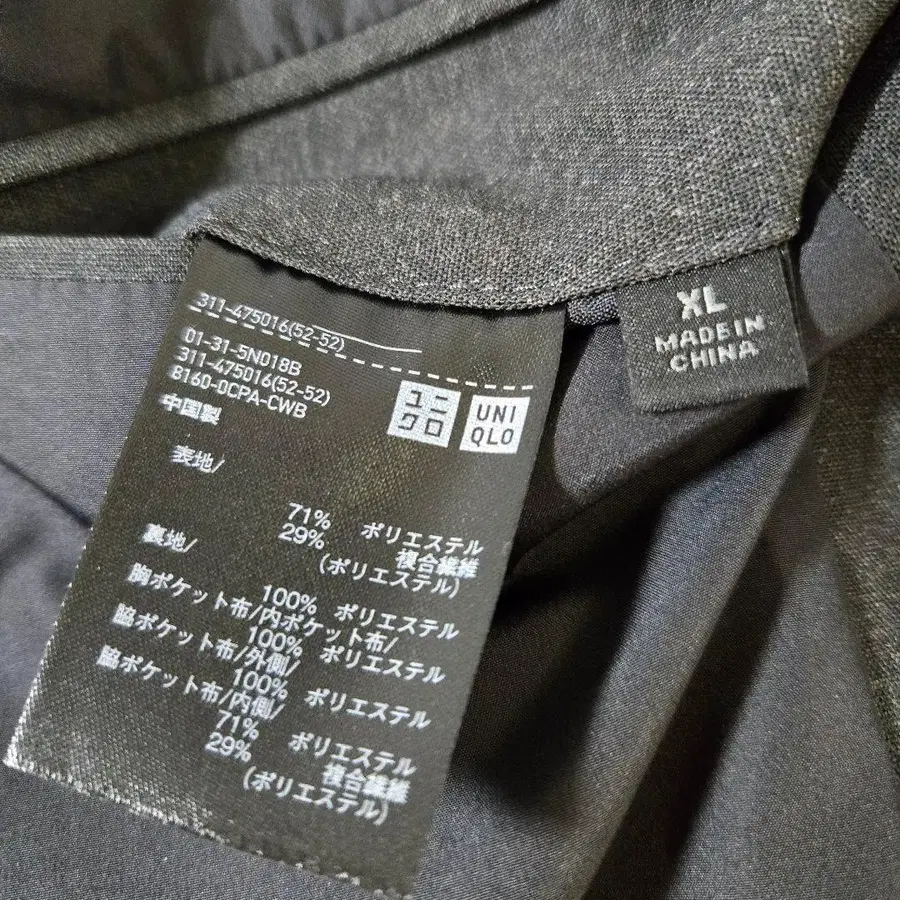 311-475016(52-52)
01-31-5N018B
311-475016(52-52)
8160-0CPA-CWB
中国製
ユニ
クロ
UNI
QLO
表地/
71% ポリエステル
29% 複合繊維
(ポリエステル)
裏地/
100% ポリエステル
胸ポケット布/内ポケット布/
100% ポリエステル
脇ポケット布/外側/
100% ポリエステル
脇ポケット布/内側/
71% ポリエステル
29% 複合繊維
(ポリエステル)
XL
MADE IN
CHINA